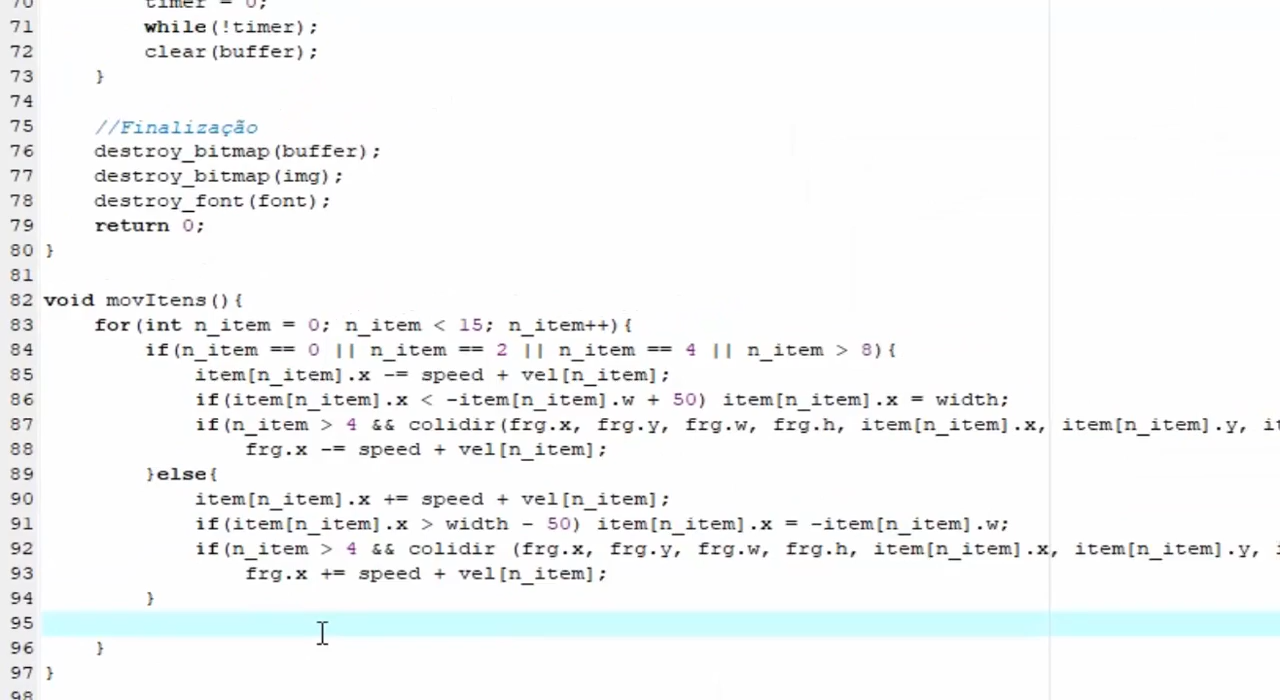 70 timer = 0;
71 while(!timer);
72 clear(buffer);
73 }
74
75 //Finalização
76 destroy_bitmap(buffer);
77 destroy_bitmap(img);
78 destroy_font(font);
79 return 0;
80 }
81
82 void movItens(){
83 for(int n_item = 0; n_item < 15; n_item++){
84 if(n_item == 0 || n_item == 2 || n_item == 4 || n_item > 8){
85 item[n_item].x -= speed + vel[n_item];
86 if(item[n_item].x < -item[n_item].w + 50) item[n_item].x = width;
87 if(n_item > 4 && colidir(frg.x, frg.y, frg.w, frg.h, item[n_item].x, item[n_item].y, it
88 frg.x -= speed + vel[n_item];
89 }else{
90 item[n_item].x += speed + vel[n_item];
91 if(item[n_item].x > width - 50) item[n_item].x = -item[n_item].w;
92 if(n_item > 4 && colidir (frg.x, frg.y, frg.w, frg.h, item[n_item].x, item[n_item].y,
93 frg.x += speed + vel[n_item];
94 }
95
96 }
97 }
98